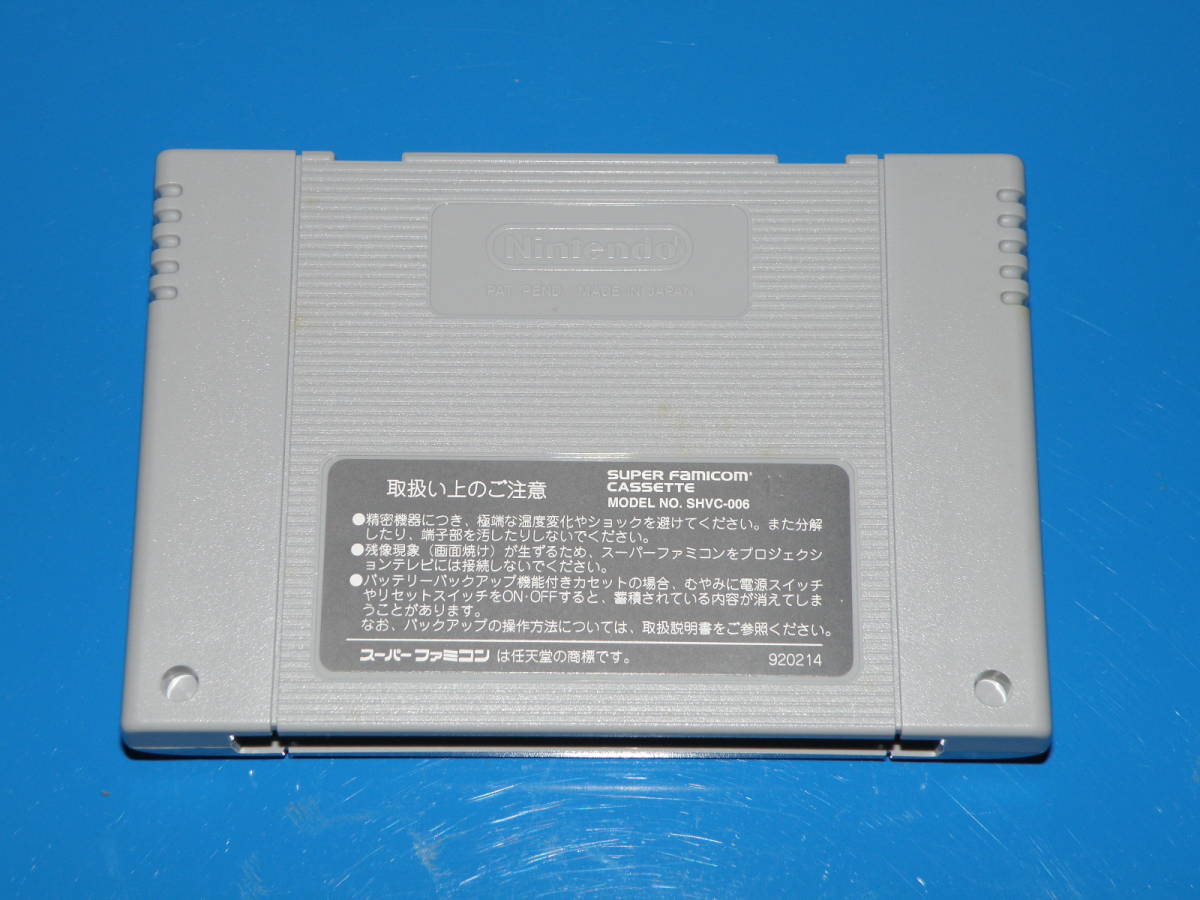 Nintendo
PAT. PEND. MADE IN JAPAN
取扱い上のご注意
SUPER FAMICOM
CASSETTE
MODEL NO. SHVC-006
●精密機器につき、極端な温度変化やショックを避けてください。また分解
したり、端子部を汚したりしないでください。
●残像現象（画面焼け）が生ずるため、スーパーファミコンをプロジェクシ
ョンテレビには接続しないでください。
●バッテリーバックアップ機能付きカセットの場合、むやみに電源スイッチ
やリセットスイッチをON・OFFすると、蓄積されている内容が消えてしま
うことがあります。
なお、バックアップの操作方法については、取扱説明書をご参照ください。
スーパーファミコン は任天堂の商標です。
920214